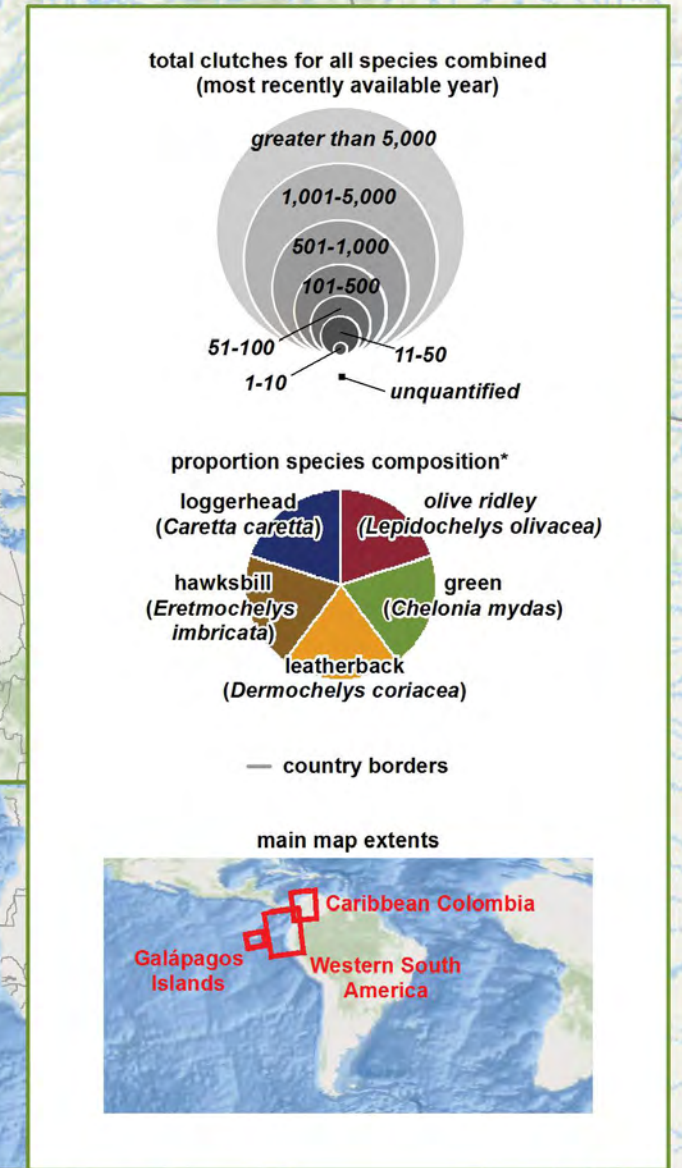 total clutches for all species combined
(most recently available year)
greater than 5,000
1,001-5,000
501-1,000
101-500
51-100
11-50
1-10
unquantified
proportion species composition*
loggerhead
(Caretta caretta)
olive ridley
(Lepidochelys olivacea)
hawksbill
(Eretmochelys
imbricata)
green
(Chelonia mydas)
leatherback
(Dermochelys coriacea)
country borders
main map extents
Caribbean Colombia
Galápagos
Islands
Western South
America